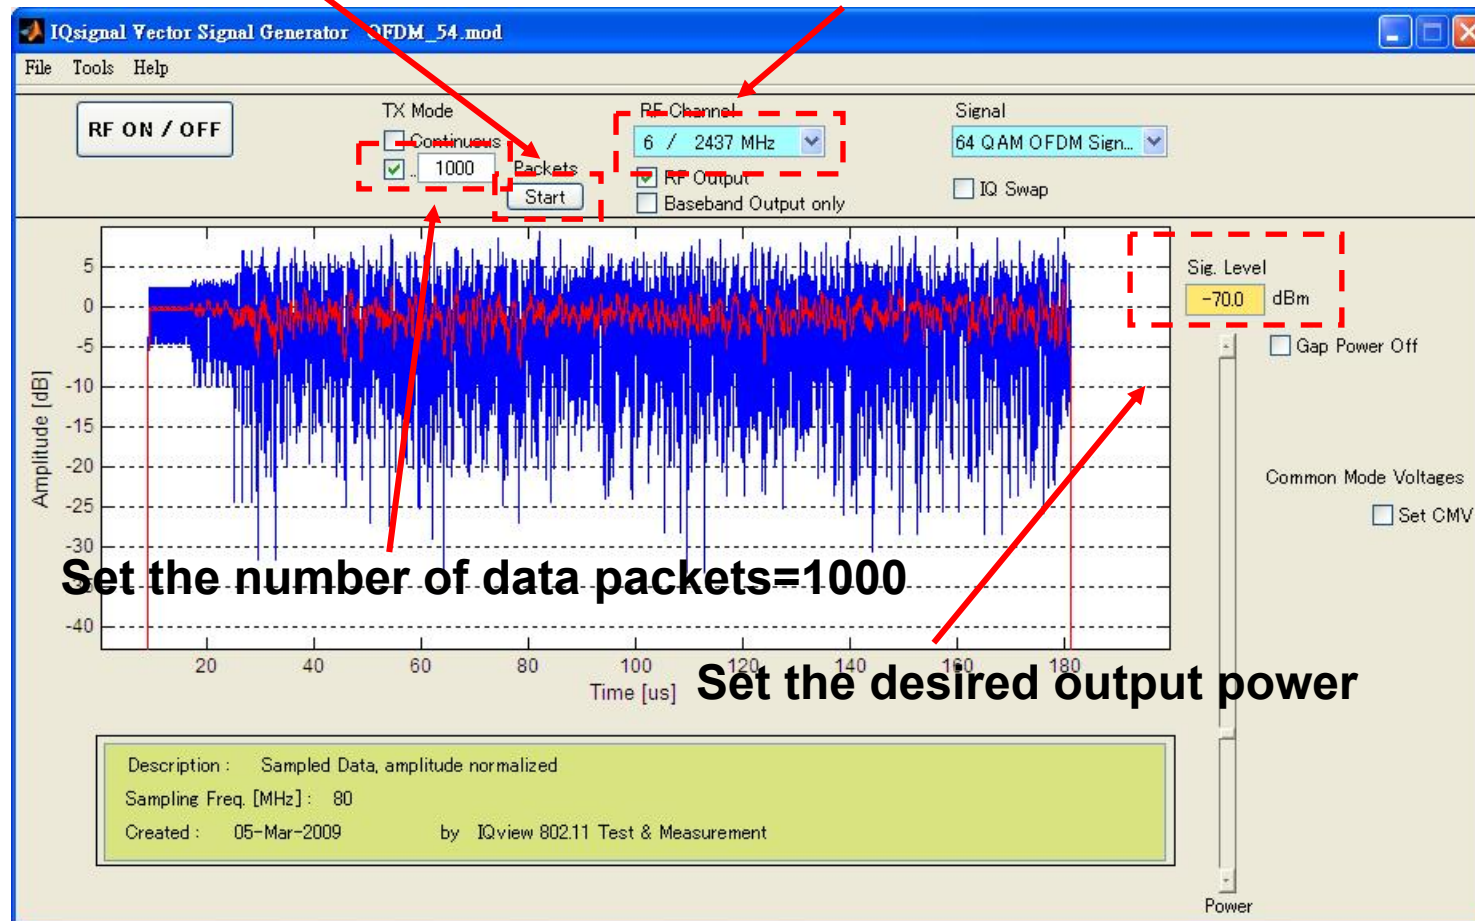 IQsignal Vector Signal Generator OFDM_54.mod
File Tools Help
RF ON / OFF
TX Mode
Continuous
.. 1000 Packets
Start
RF Channel
6 / 2437 MHz
RF Output
Baseband Output only
Signal
64 QAM OFDM Sign...
IQ Swap
Sig. Level
-70.0 dBm
Gap Power Off
Common Mode Voltages
Set CMV
Power
Amplitude [dB]
5
0
-5
-10
-15
-20
-25
-30
-40
Set the number of data packets=1000
20 40 60 80 100 120 140 160 180
Time [us]
Set the desired output power
Description : Sampled Data, amplitude normalized
Sampling Freq. [MHz] : 80
Created : 05-Mar-2009 by IQview 802.11 Test & Measurement